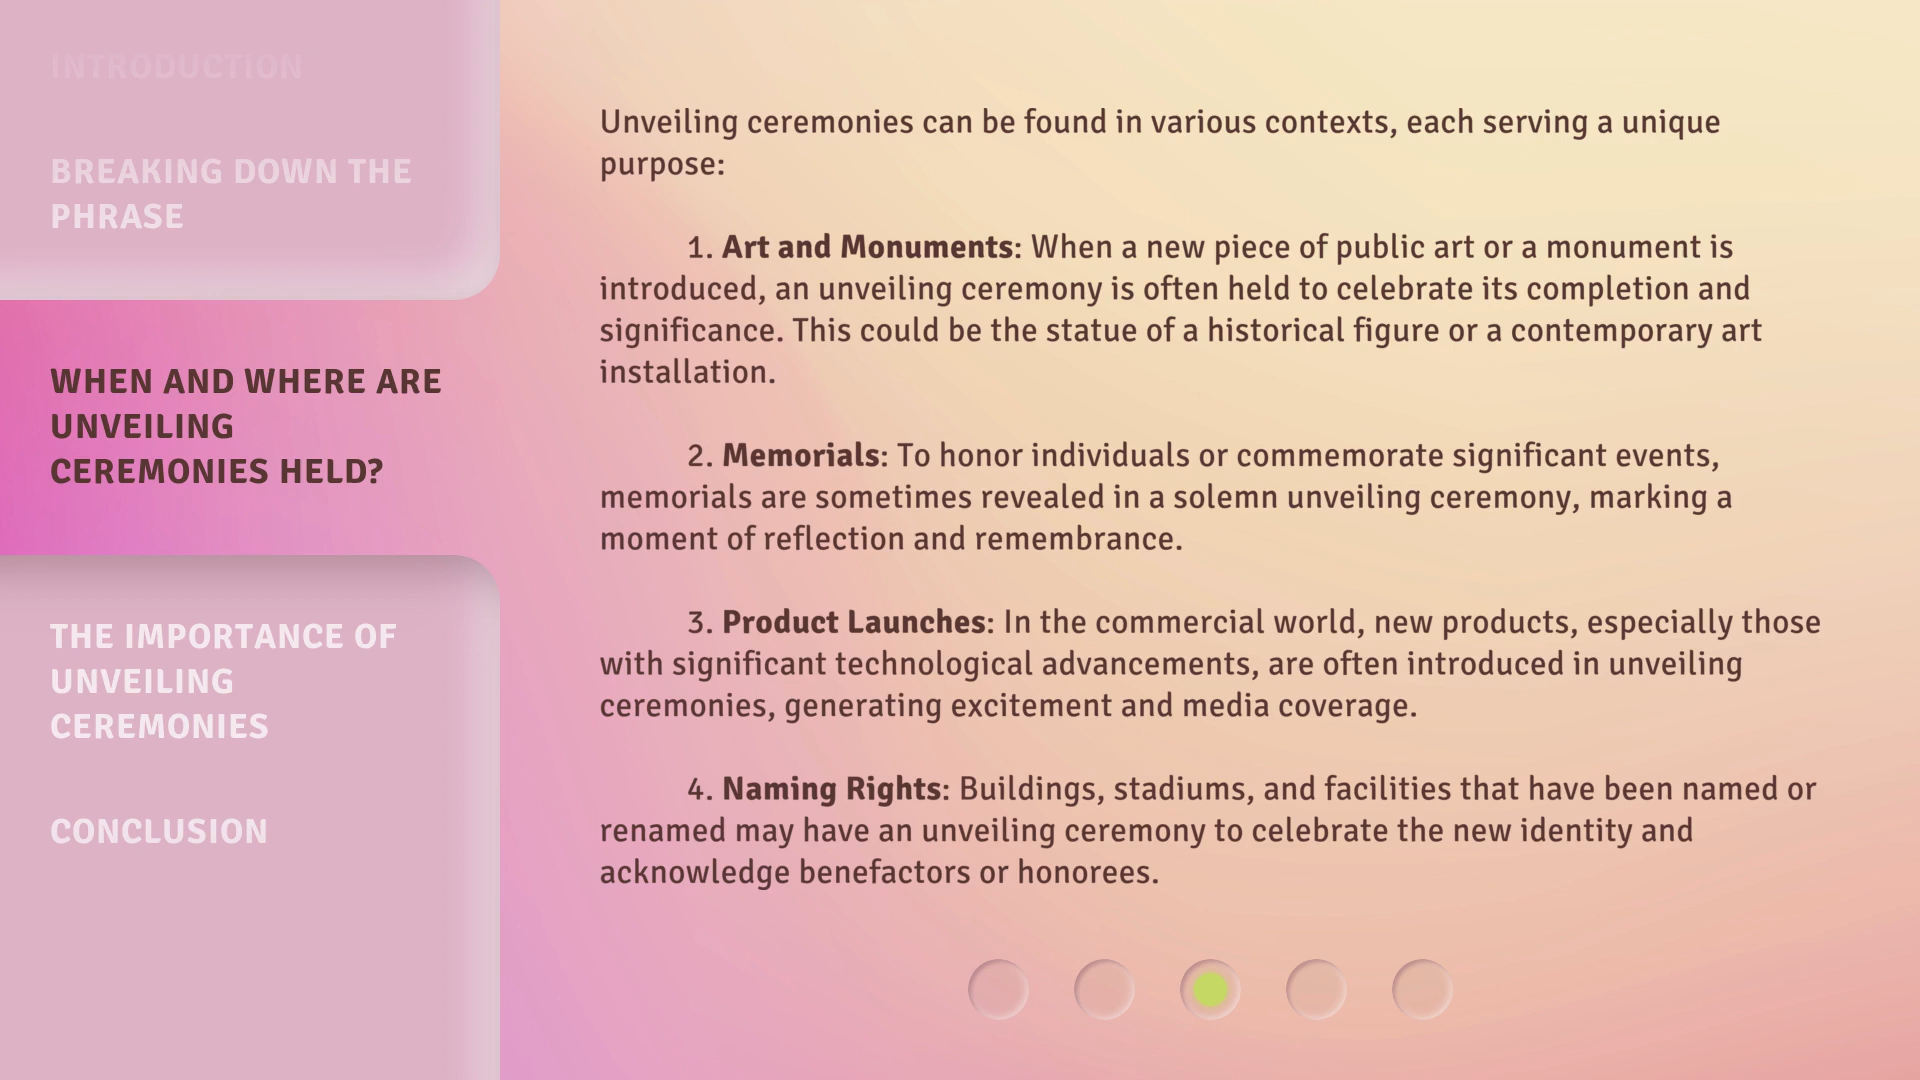 INTRODUCTION
BREAKING DOWN THE
PHRASE
WHEN AND WHERE ARE
UNVEILING
CEREMONIES HELD?
THE IMPORTANCE OF
UNVEILING
CEREMONIES
CONCLUSION
Unveiling ceremonies can be found in various contexts, each serving a unique
purpose:
1. Art and Monuments: When a new piece of public art or a monument is
introduced, an unveiling ceremony is often held to celebrate its completion and
significance. This could be the statue of a historical figure or a contemporary art
installation.
2. Memorials: To honor individuals or commemorate significant events,
memorials are sometimes revealed in a solemn unveiling ceremony, marking a
moment of reflection and remembrance.
3. Product Launches: In the commercial world, new products, especially those
with significant technological advancements, are often introduced in unveiling
ceremonies, generating excitement and media coverage.
4. Naming Rights: Buildings, stadiums, and facilities that have been named or
renamed may have an unveiling ceremony to celebrate the new identity and
acknowledge benefactors or honorees.